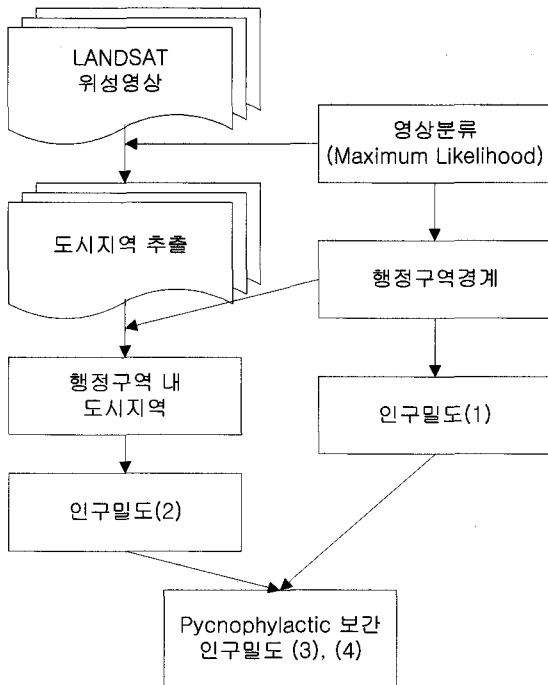 LANDSAT
위성영상
영상분류
(Maximum Likelihood)
도시지역 추출
행정구역경계
행정구역 내
도시지역
인구밀도(1)
인구밀도(2)
Pycnophylactic 보간
인구밀도 (3), (4)